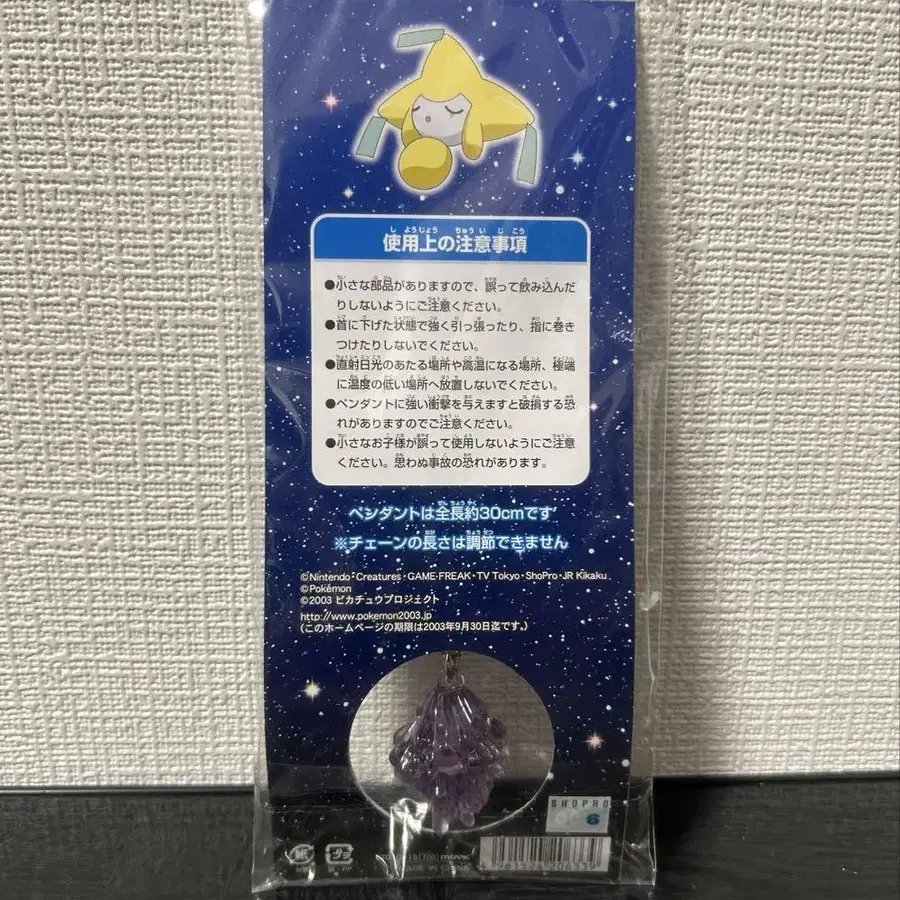 使用上の注意事項
●小さな部品がありますので、誤って飲み込んだ
りしないようにご注意ください。
●首に下げた状態で強く引っ張ったり、指に巻き
つけたりしないでください。
●直射日光のあたる場所や高温になる場所、極端
に温度の低い場所へ放置しないでください。
●ペンダントに強い衝撃を与えますと破損する恐
れがありますのでご注意ください。
●小さなお子様が誤って使用しないようにご注意
ください。思わぬ事故の恐れがあります。
ペンダントは全長約30cmです
※チェーンの長さは調節できません
©Nintendo･Creatures･GAME FREAK･TV Tokyo･ShoPro･JR Kikaku
©Pokémon
©2003 ピカチュウプロジェクト
http://www.pokemon2003.jp
(このホームページの期限は2003年9月30日迄です。)
SHOPRO
6
プラ
PP
MADE IN CHINA